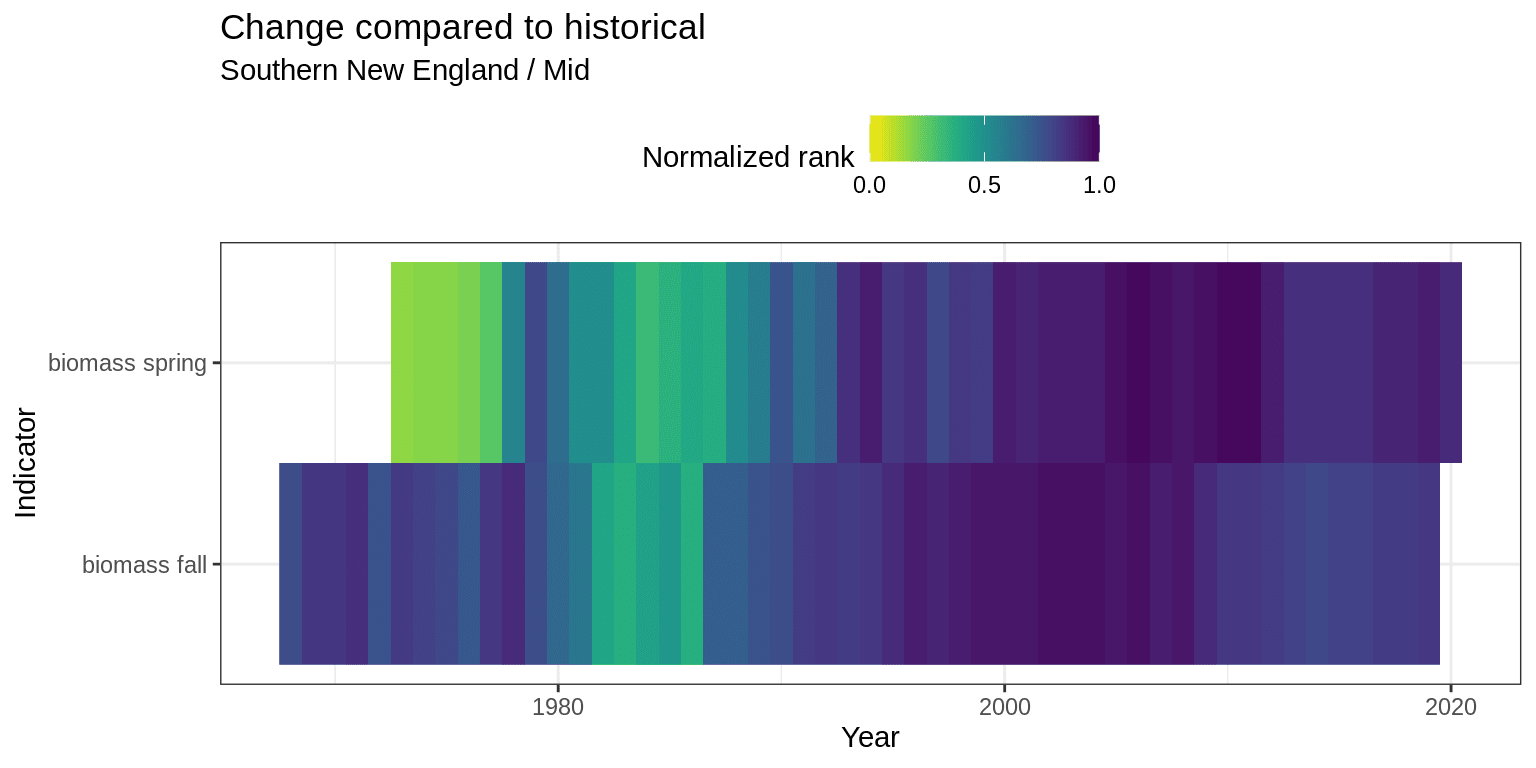 Change compared to historical
Southern New England / Mid
Normalized rank
0.0 0.5 1.0
biomass spring
biomass fall
Indicator
1980 2000 2020
Year